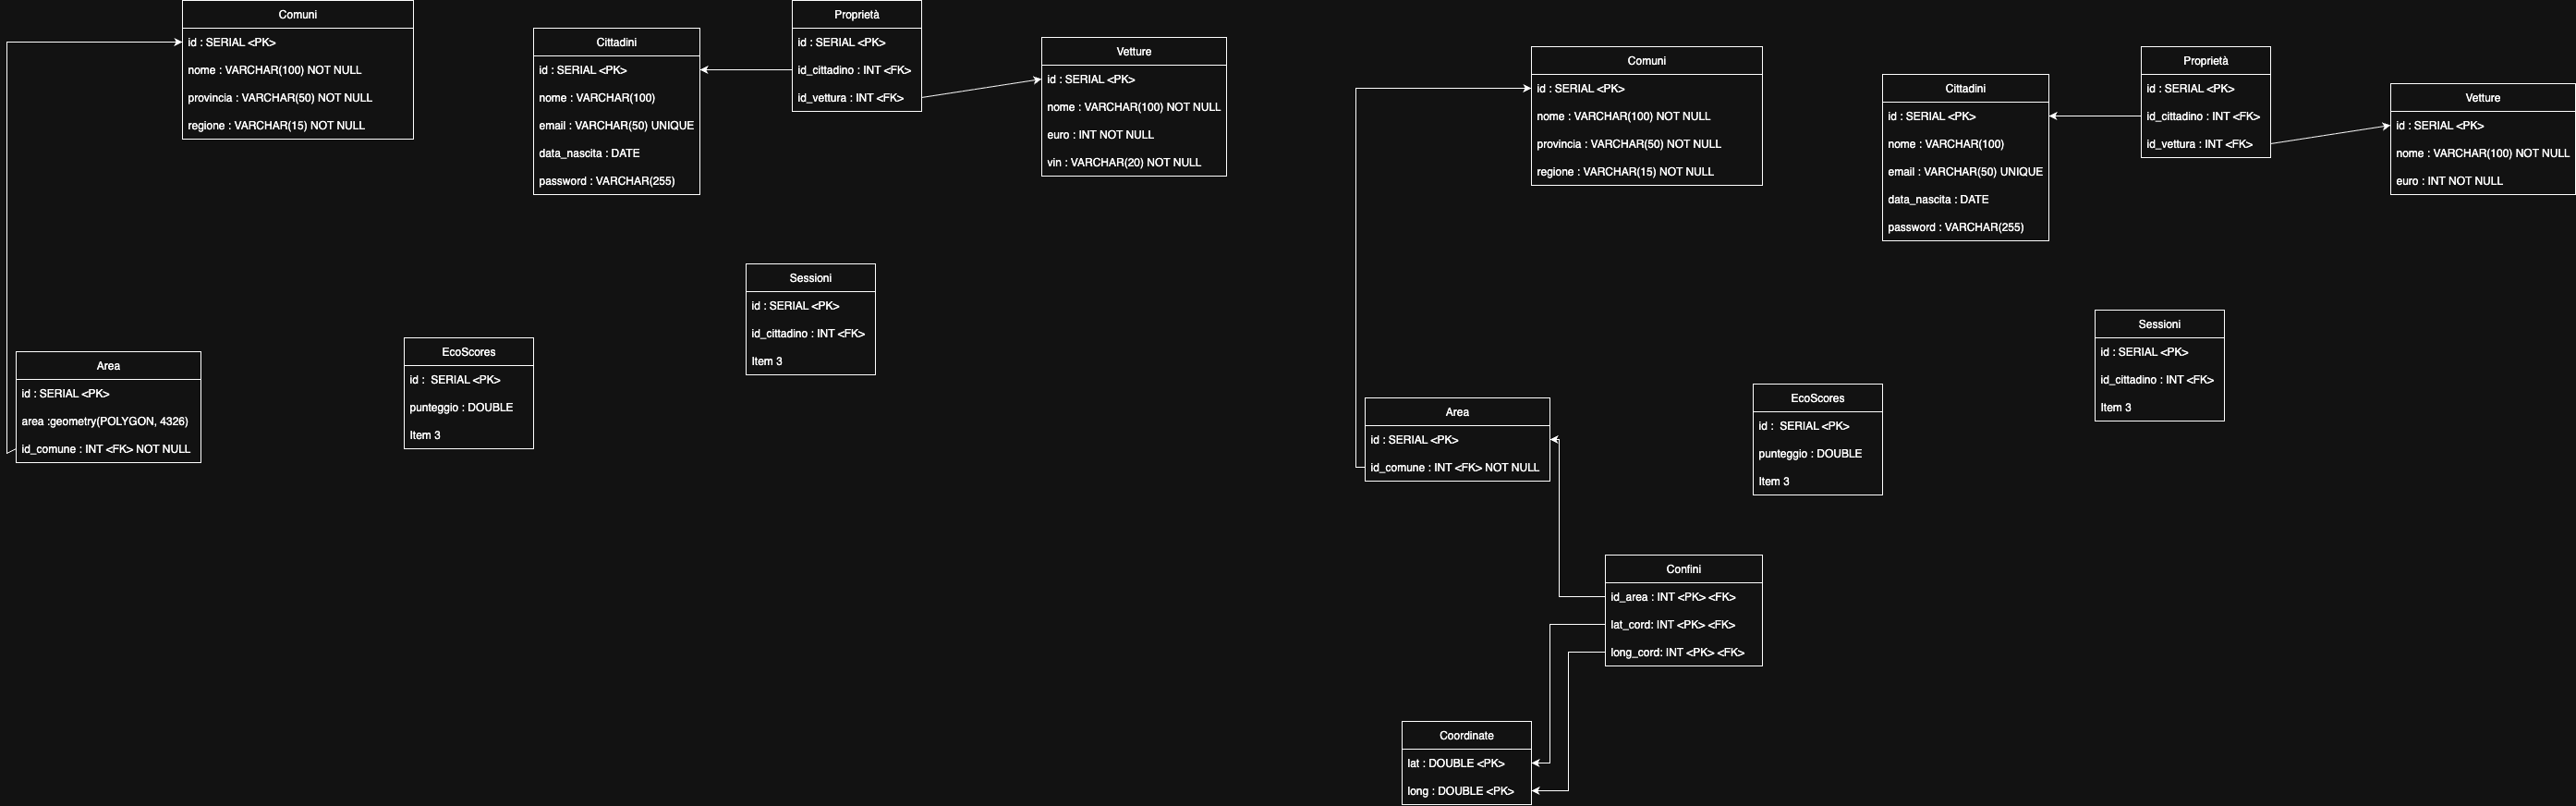 Comuni
id : SERIAL <PK>
nome : VARCHAR(100) NOT NULL
provincia : VARCHAR(50) NOT NULL
regione : VARCHAR(15) NOT NULL
Cittadini
id : SERIAL <PK>
nome : VARCHAR(100)
email : VARCHAR(50) UNIQUE
data_nascita : DATE
password : VARCHAR(255)
Proprietà
id : SERIAL <PK>
id_cittadino : INT <FK>
id_vettura : INT <FK>
Vetture
id : SERIAL <PK>
nome : VARCHAR(100) NOT NULL
euro : INT NOT NULL
vin : VARCHAR(20) NOT NULL
Sessioni
id : SERIAL <PK>
id_cittadino : INT <FK>
Item 3
Area
id : SERIAL <PK>
area :geometry(POLYGON, 4326)
id_comune : INT <FK> NOT NULL
EcoScores
id :  SERIAL <PK>
punteggio : DOUBLE
Item 3
Comuni
id : SERIAL <PK>
nome : VARCHAR(100) NOT NULL
provincia : VARCHAR(50) NOT NULL
regione : VARCHAR(15) NOT NULL
Cittadini
id : SERIAL <PK>
nome : VARCHAR(100)
email : VARCHAR(50) UNIQUE
data_nascita : DATE
password : VARCHAR(255)
Proprietà
id : SERIAL <PK>
id_cittadino : INT <FK>
id_vettura : INT <FK>
Vetture
id : SERIAL <PK>
nome : VARCHAR(100) NOT NULL
euro : INT NOT NULL
Sessioni
id : SERIAL <PK>
id_cittadino : INT <FK>
Item 3
Area
id : SERIAL <PK>
id_comune : INT <FK> NOT NULL
EcoScores
id :  SERIAL <PK>
punteggio : DOUBLE
Item 3
Confini
id_area : INT <PK> <FK>
lat_cord: INT <PK> <FK>
long_cord: INT <PK> <FK>
Coordinate
lat : DOUBLE <PK>
long : DOUBLE <PK>